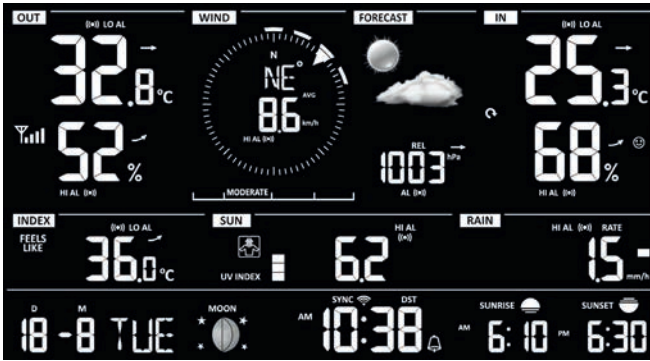 OUT
((•)) LO AL
32.8°C
52%
HI AL ((•))
WIND
N
NE°
AVG
8.6 km/h
HI AL ((•))
MODERATE
FORECAST
REL
1003 hPa
AL ((•))
IN
((•)) LO AL
25.3°C
68%
HI AL ((•))
INDEX
FEELS
LIKE
((•)) LO AL
36.0°C
SUN
UV INDEX
HI AL
((•))
6.2
RAIN
HI AL ((•)) RATE
1.5 mm/h
D M
18-8 TUE
MOON
SYNC DST
AM 10:38
SUNRISE
AM 6:10
SUNSET
PM 6:30